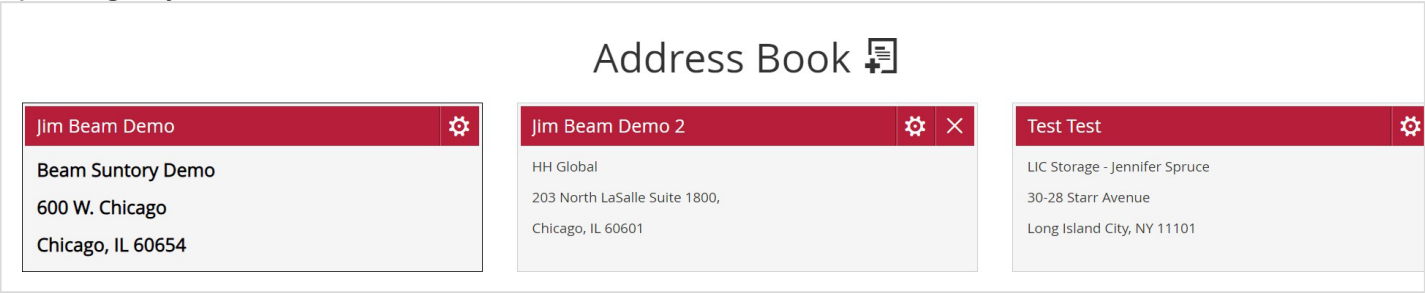 Address Book
Jim Beam Demo
Beam Suntory Demo
600 W. Chicago
Chicago, IL 60654
Jim Beam Demo 2
HH Global
203 North LaSalle Suite 1800,
Chicago, IL 60601
Test Test
LIC Storage - Jennifer Spruce
30-28 Starr Avenue
Long Island City, NY 11101